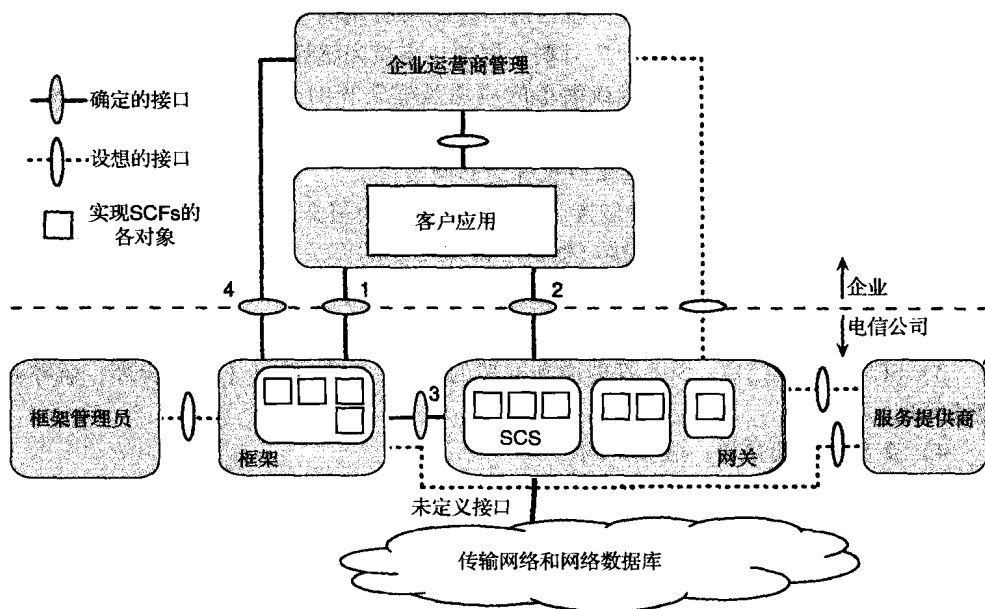 企业运营商管理
确定的接口
设想的接口
实现SCFs的
各对象
客户应用
4
1
2
企业
电信公司
框架管理员
3
SCS
框架
网关
服务提供商
未定义接口
传输网络和网络数据库